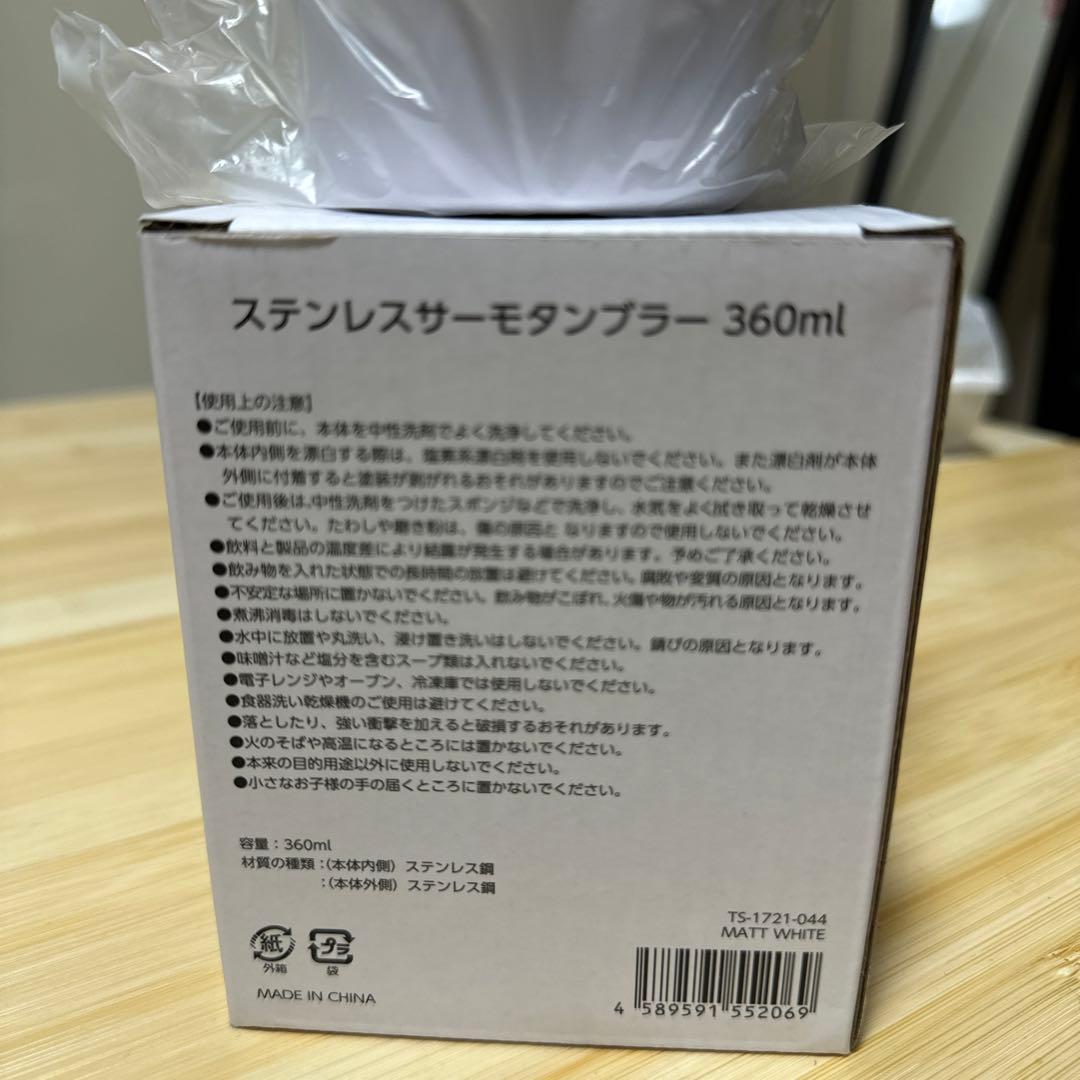 ステンレスサーモタンブラー 360ml
【使用上の注意】
●ご使用前に、本体を中性洗剤でよく洗浄してください。
●本体内側を漂白する際は、塩素系漂白剤を使用しないでください。また漂白剤が本体
外側に付着すると塗装が剥がれるおそれがありますのでご注意ください。
●ご使用後は、中性洗剤をつけたスポンジなどで洗浄し、水気をよく拭き取って乾燥させ
てください。たわしや磨き粉は、傷の原因と なりますので使用しないでください。
●飲料と製品の温度差により結露が発生する場合があります。予めご了承ください。
●飲み物を入れた状態での長時間の放置は避けてください。腐敗や変質の原因となります。
●不安定な場所に置かないでください。飲み物がこぼれ、火傷や物が汚れる原因となります。
●煮沸消毒はしないでください。
●水中に放置や丸洗い、浸け置き洗いはしないでください。錆びの原因となります。
●味噌汁など塩分を含むスープ類は入れないでください。
●電子レンジやオーブン、冷凍庫では使用しないでください。
●食器洗い乾燥機のご使用は避けてください。
●落としたり、強い衝撃を加えると破損するおそれがあります。
●火のそばや高温になるところには置かないでください。
●本来の目的用途以外に使用しないでください。
●小さなお子様の手の届くところに置かないでください。
容量：360ml
材質の種類：（本体内側）ステンレス鋼
：（本体外側）ステンレス鋼
TS-1721-044
MATT WHITE
紙 プラ
外箱 袋
MADE IN CHINA
4 589591 552069